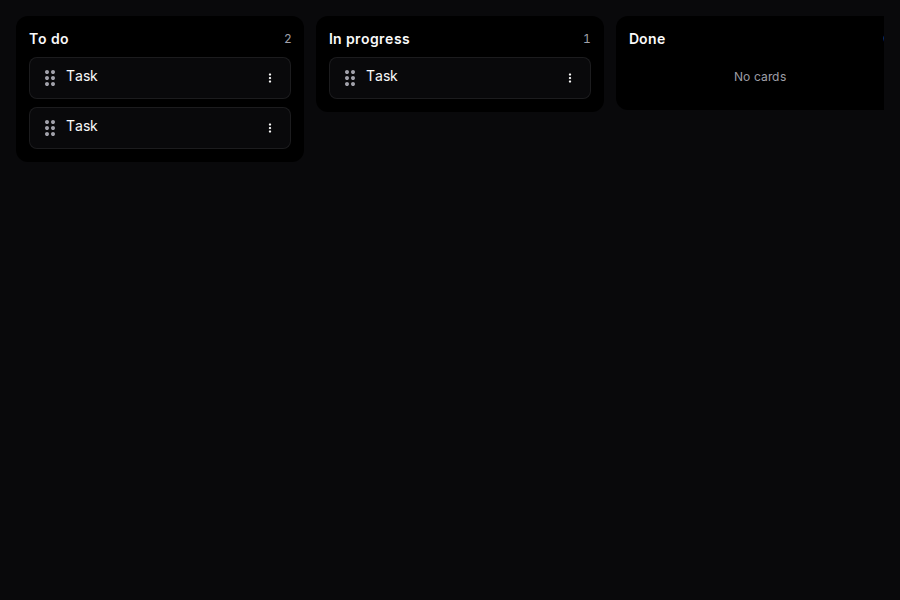 To do 2
Task
Task
In progress 1
Task
Done
No cards